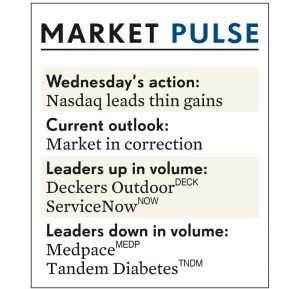 MARKET PULSE
Wednesday's action:
Nasdaq leads thin gains
Current outlook:
Market in correction
Leaders up in volume:
Deckers Outdoor DECK
ServiceNow NOW
Leaders down in volume:
Medpace MEDP
Tandem Diabetes TNDM